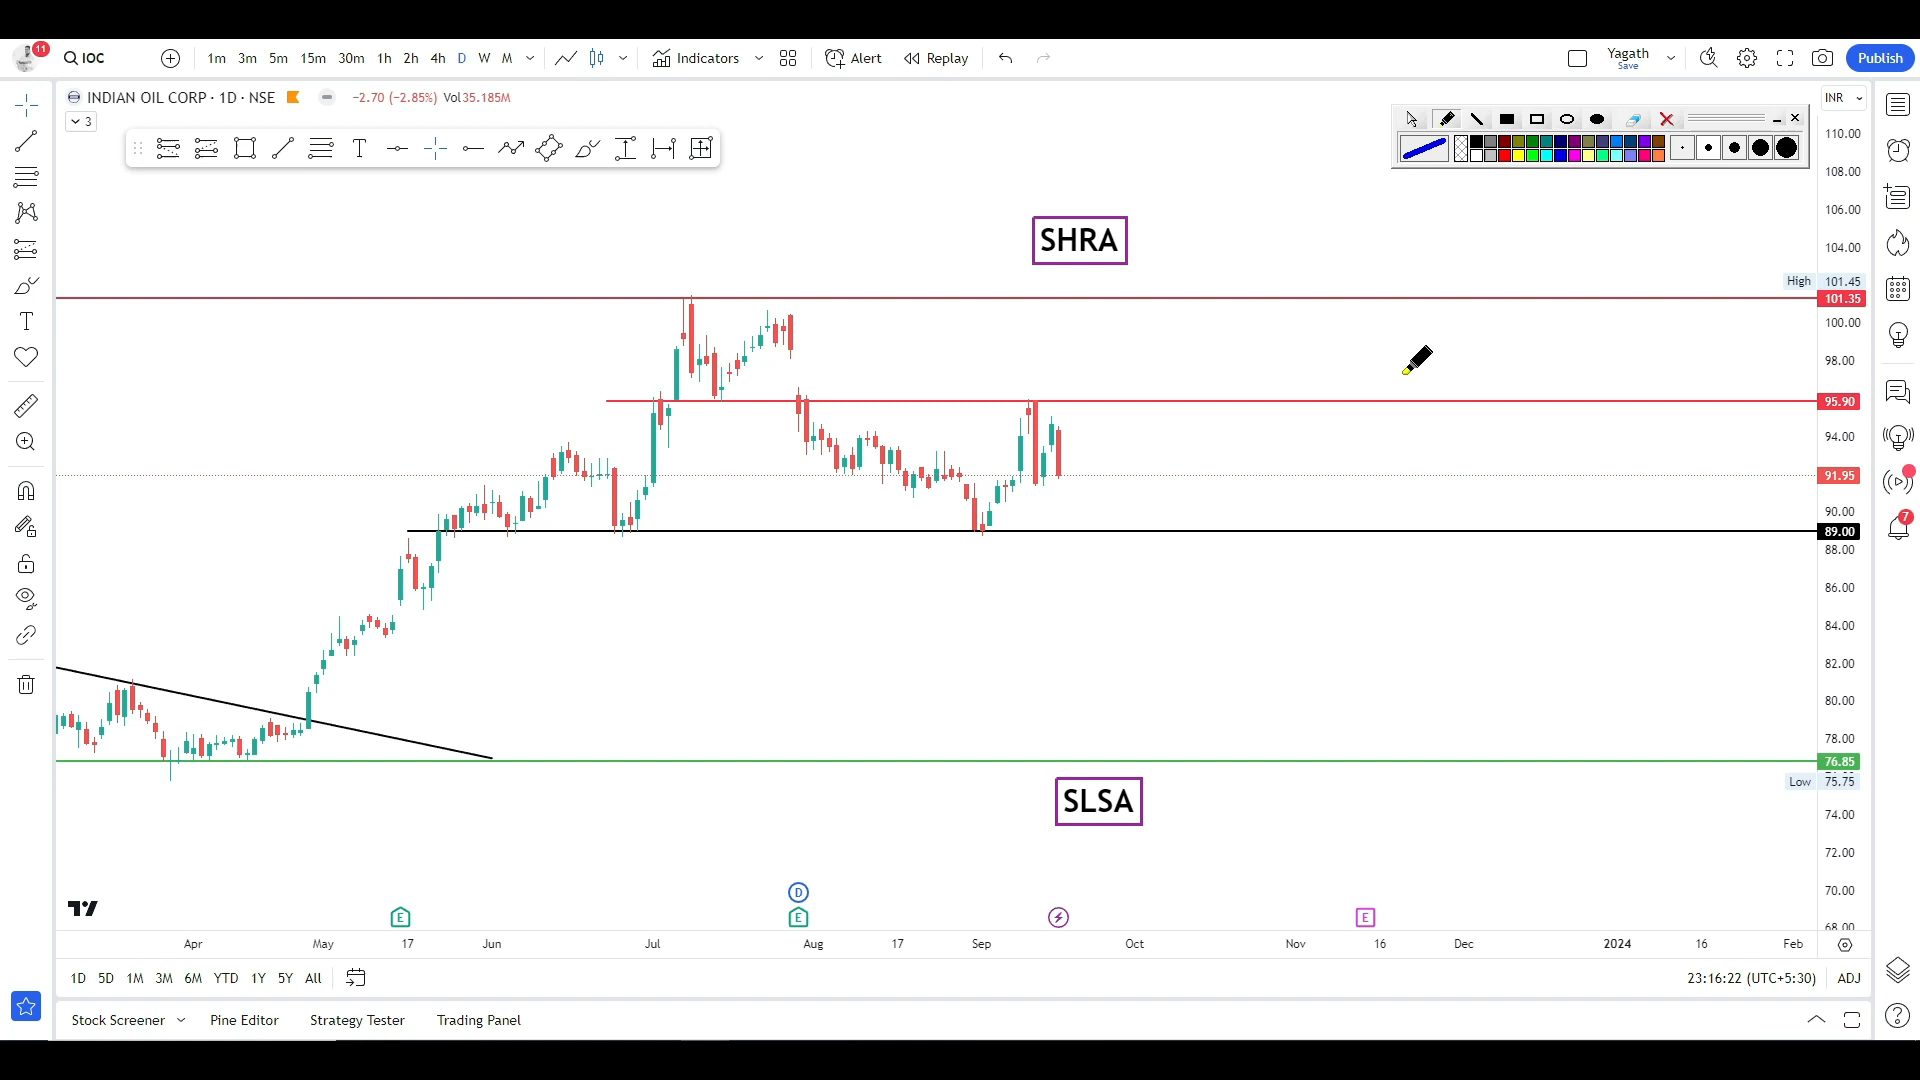 11
IOC
1m 3m 5m 15m 30m 1h 2h 4h D W M
Indicators
Alert
Replay
Yagath
Save
Publish
INDIAN OIL CORP · 1D · NSE
−2.70 (−2.85%) Vol35.185M
INR
3
110.00
108.00
106.00
SHRA
104.00
High 101.45
101.35
100.00
98.00
95.90
94.00
91.95
90.00
89.00
88.00
86.00
84.00
82.00
80.00
78.00
76.85
Low 75.75
SLSA
74.00
72.00
70.00
68.00
7
D
E
E
E
Apr May 17 Jun Jul Aug 17 Sep Oct Nov 16 Dec 2024 16 Feb
1D 5D 1M 3M 6M YTD 1Y 5Y All
23:16:22 (UTC+5:30) ADJ
Stock Screener Pine Editor Strategy Tester Trading Panel